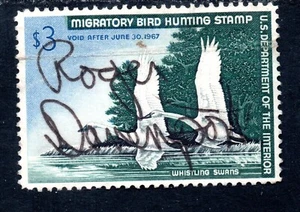 MIGRATORY BIRD HUNTING STAMP
$3
VOID AFTER JUNE 30, 1967
U.S. DEPARTMENT OF THE INTERIOR
WHISTLING SWANS